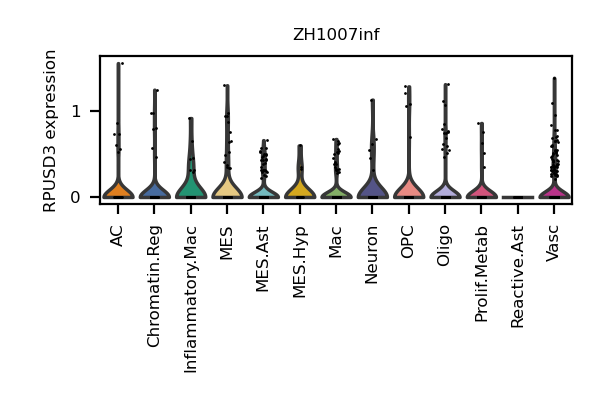 ZH1007inf
RPUSD3 expression
1
0
AC
Chromatin.Reg
Inflammatory.Mac
MES
MES.Ast
MES.Hyp
Mac
Neuron
OPC
Oligo
Prolif.Metab
Reactive.Ast
Vasc